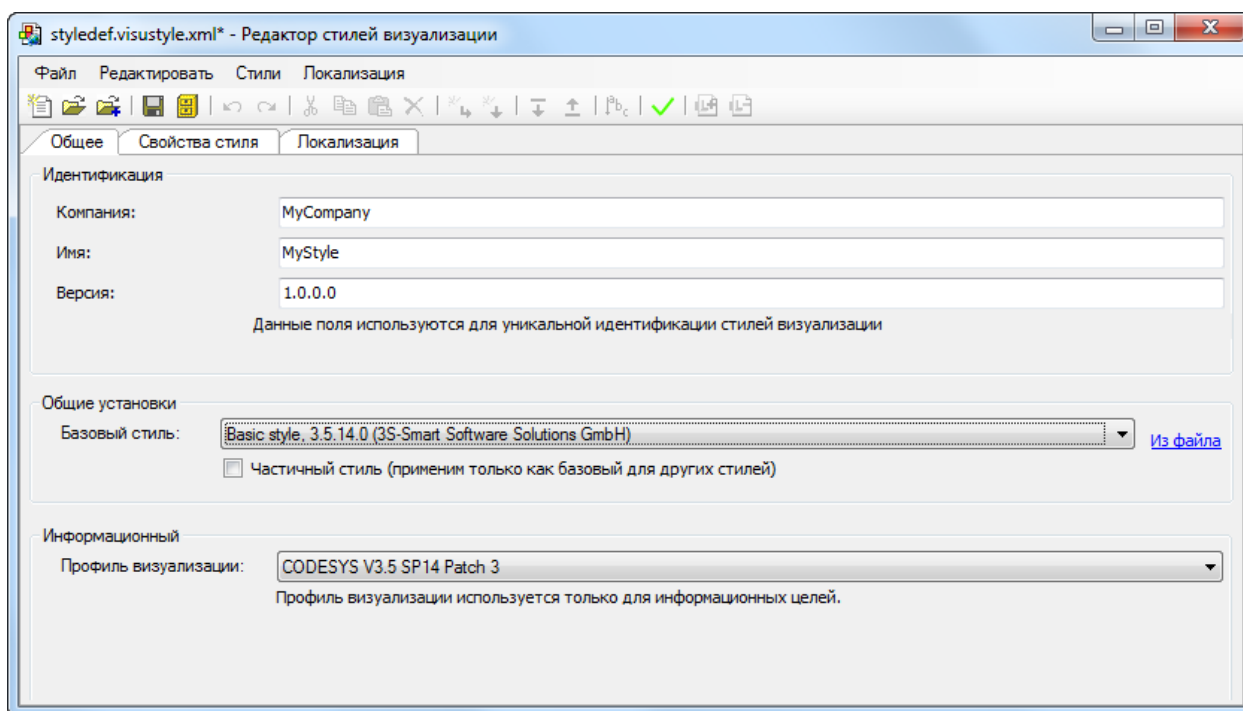 styledef.visustyle.xml* - Редактор стилей визуализации
Файл Редактировать Стили Локализация
Общее Свойства стиля Локализация
Идентификация
Компания: MyCompany
Имя: MyStyle
Версия: 1.0.0.0
Данные поля используются для уникальной идентификации стилей визуализации
Общие установки
Базовый стиль: Basic style, 3.5.14.0 (3S-Smart Software Solutions GmbH) Из файла
Частичный стиль (применим только как базовый для других стилей)
Информационный
Профиль визуализации: CODESYS V3.5 SP14 Patch 3
Профиль визуализации используется только для информационных целей.